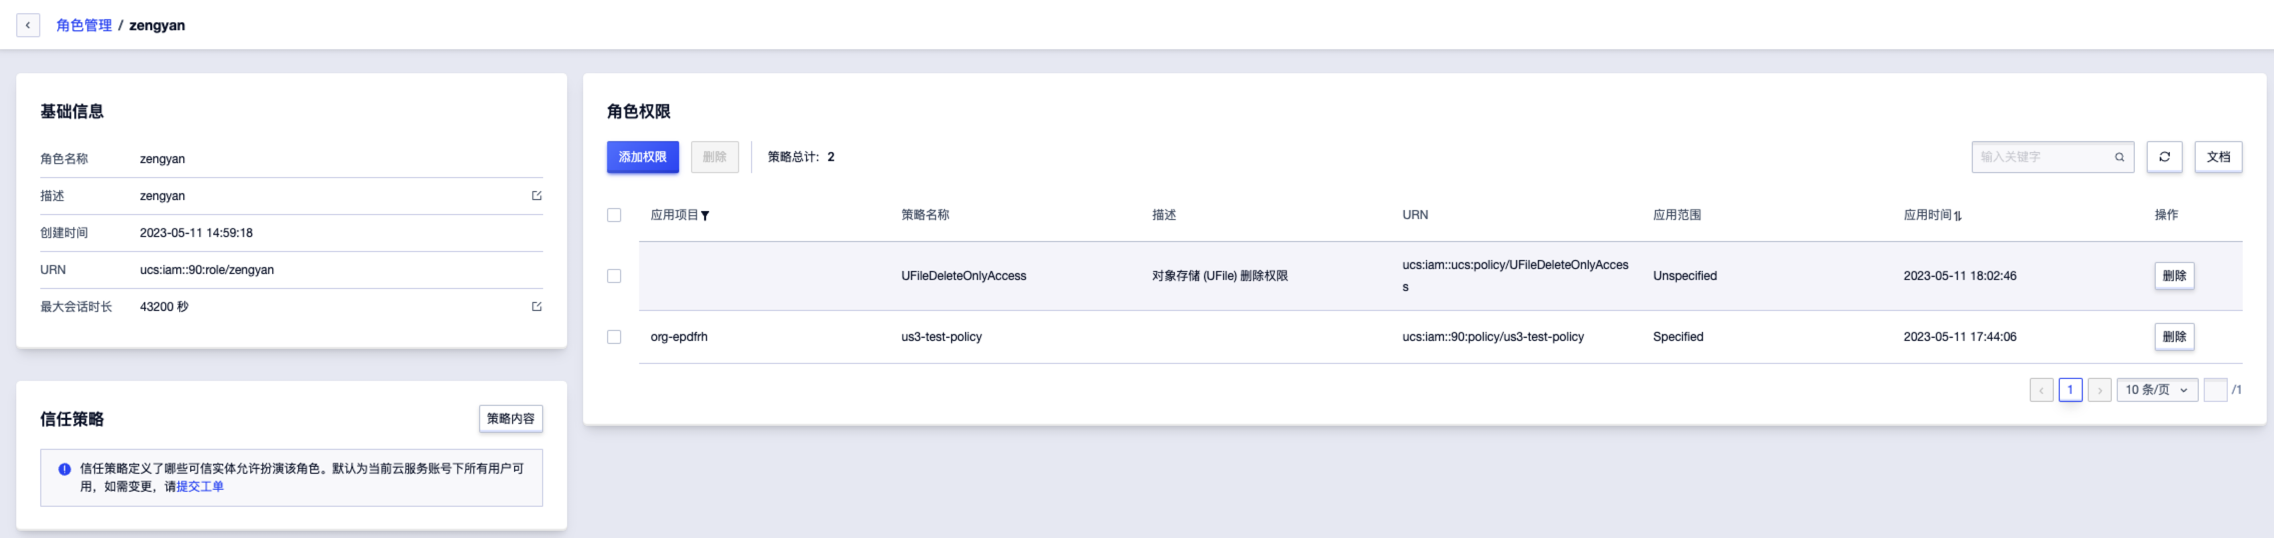 角色管理 / zengyan
基础信息
角色名称 zengyan
描述 zengyan
创建时间 2023-05-11 14:59:18
URN ucs:iam::90:role/zengyan
最大会话时长 43200 秒
信任策略 策略内容
信任策略定义了哪些可信实体允许扮演该角色。默认为当前云服务账号下所有用户可
用，如需变更，请提交工单
角色权限
添加权限 删除 策略总计: 2 输入关键字 文档
应用项目 策略名称 描述 URN 应用范围 应用时间 操作
UFileDeleteOnlyAccess 对象存储 (UFile) 删除权限 ucs:iam::ucs:policy/UFileDeleteOnlyAcces Unspecified 2023-05-11 18:02:46 删除
s
org-epdfrh us3-test-policy ucs:iam::90:policy/us3-test-policy Specified 2023-05-11 17:44:06 删除
1 10 条/页 /1